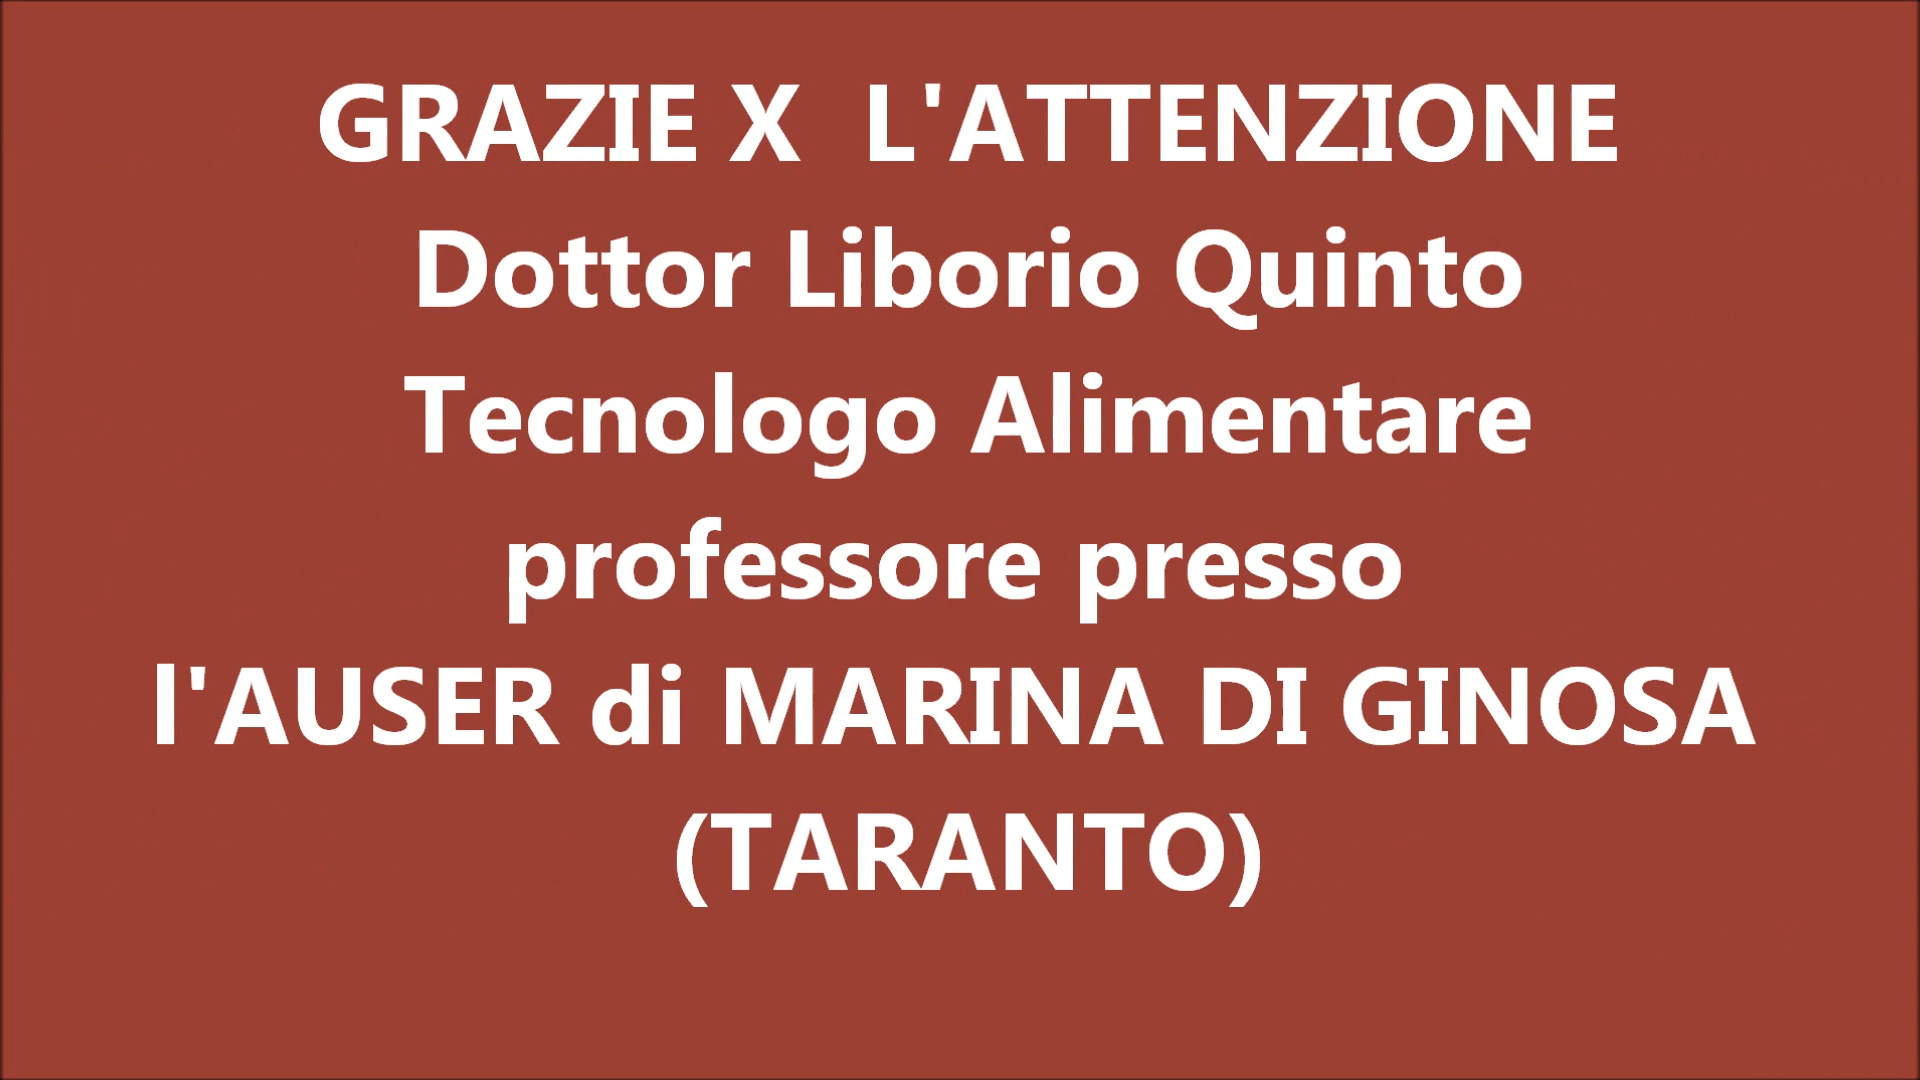 GRAZIE X  L'ATTENZIONE
Dottor Liborio Quinto
Tecnologo Alimentare
professore presso
l'AUSER di MARINA DI GINOSA
(TARANTO)